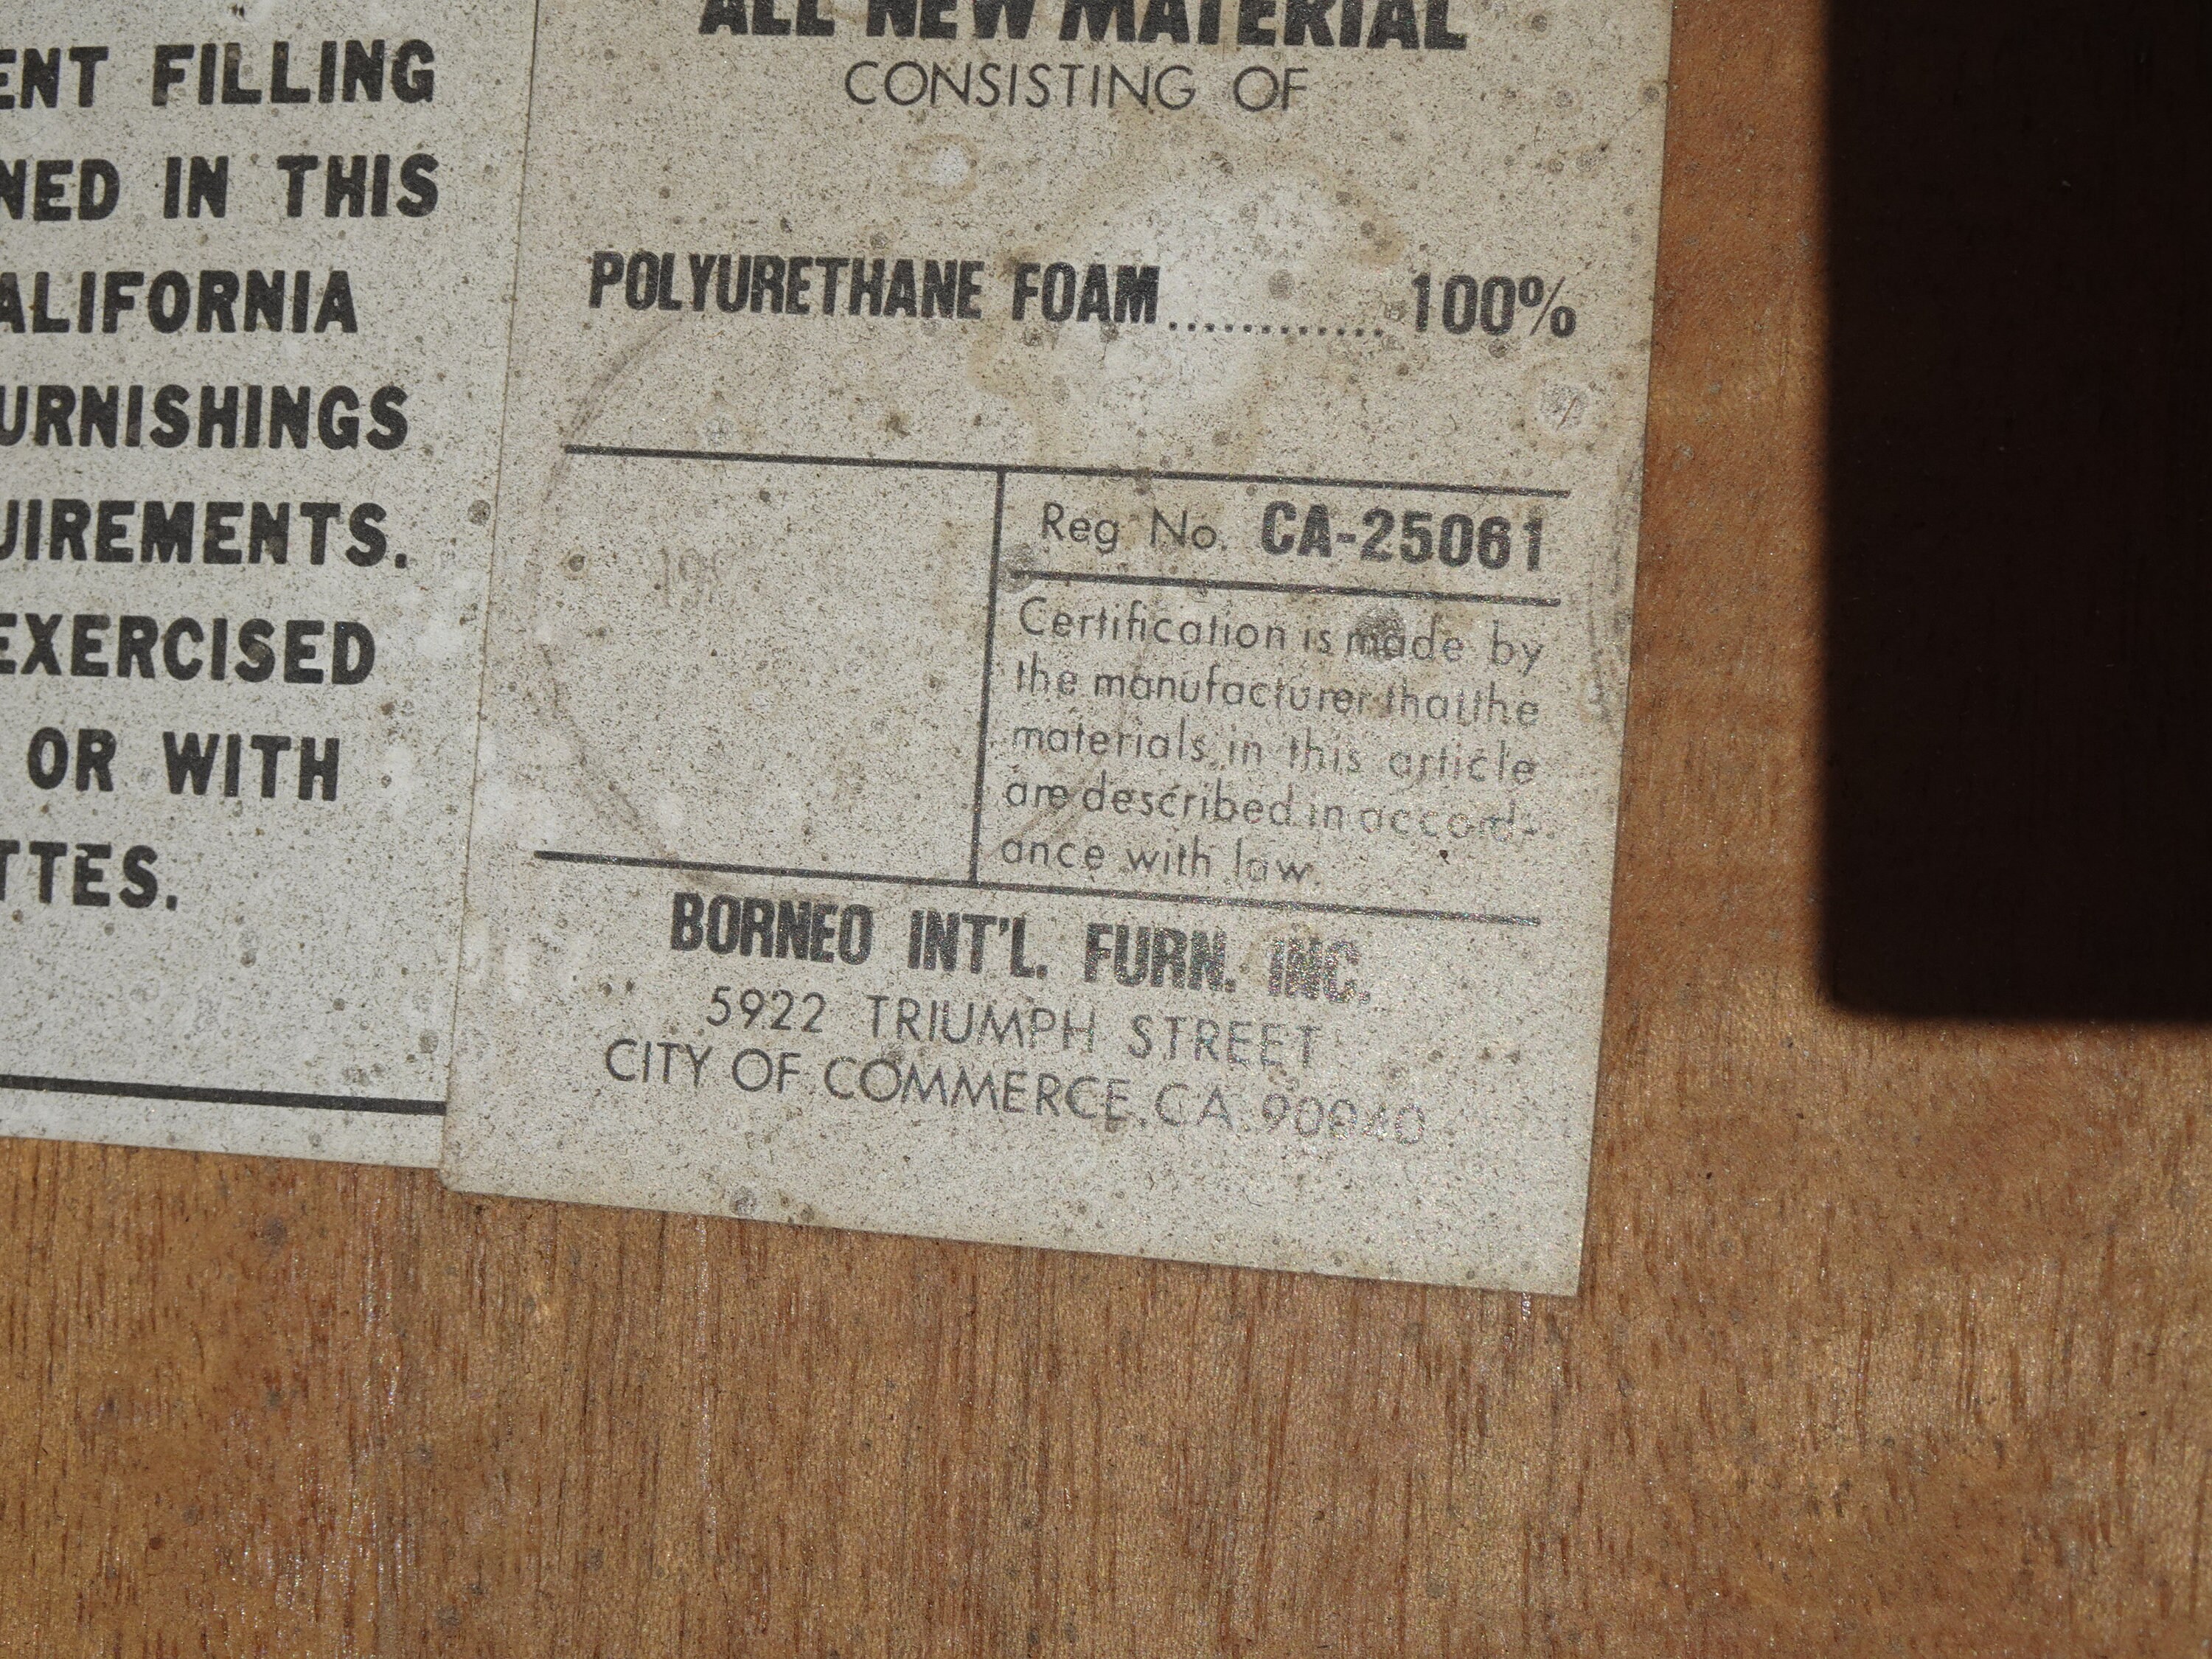 ENT FILLING
NED IN THIS
ALIFORNIA
URNISHINGS
UIREMENTS.
EXERCISED
OR WITH
TTES.
ALL NEW MATERIAL
CONSISTING OF
POLYURETHANE FOAM............ 100%
Reg No. CA-25061
Certification is made by
the manufacturer that the
materials in this article
are described in accord-
ance with law.
BORNEO INT'L. FURN. INC.
5922 TRIUMPH STREET
CITY OF COMMERCE, CA 90040